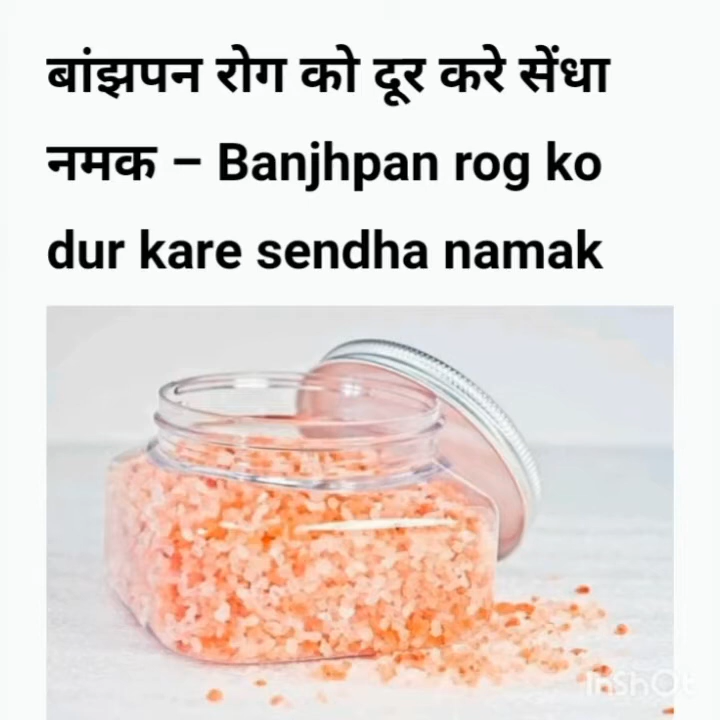 बांझपन रोग को दूर करे सेंधा
नमक – Banjhpan rog ko
dur kare sendha namak
InShOt